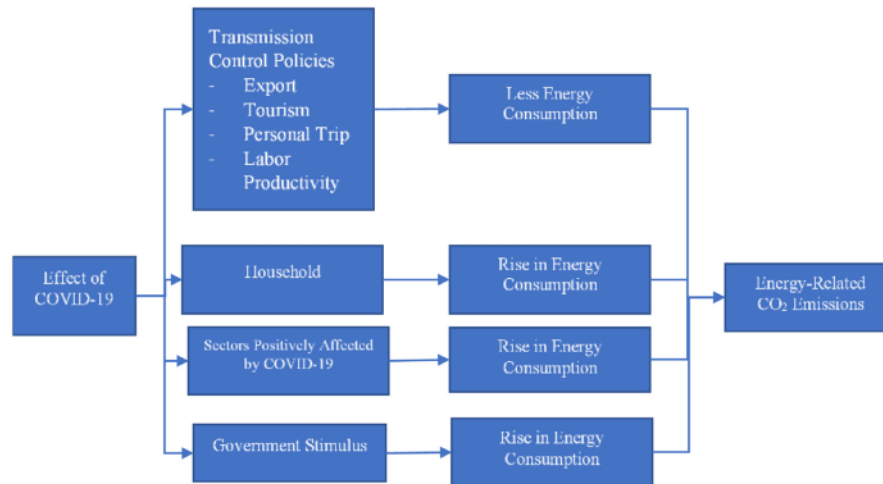 Transmission
Control Policies
- Export
- Tourism
- Personal Trip
- Labor
Productivity
Less Energy
Consumption
Effect of
COVID-19
Household
Rise in Energy
Consumption
Energy-Related
CO₂ Emissions
Sectors Positively Affected
by COVID-19
Rise in Energy
Consumption
Government Stimulus
Rise in Energy
Consumption